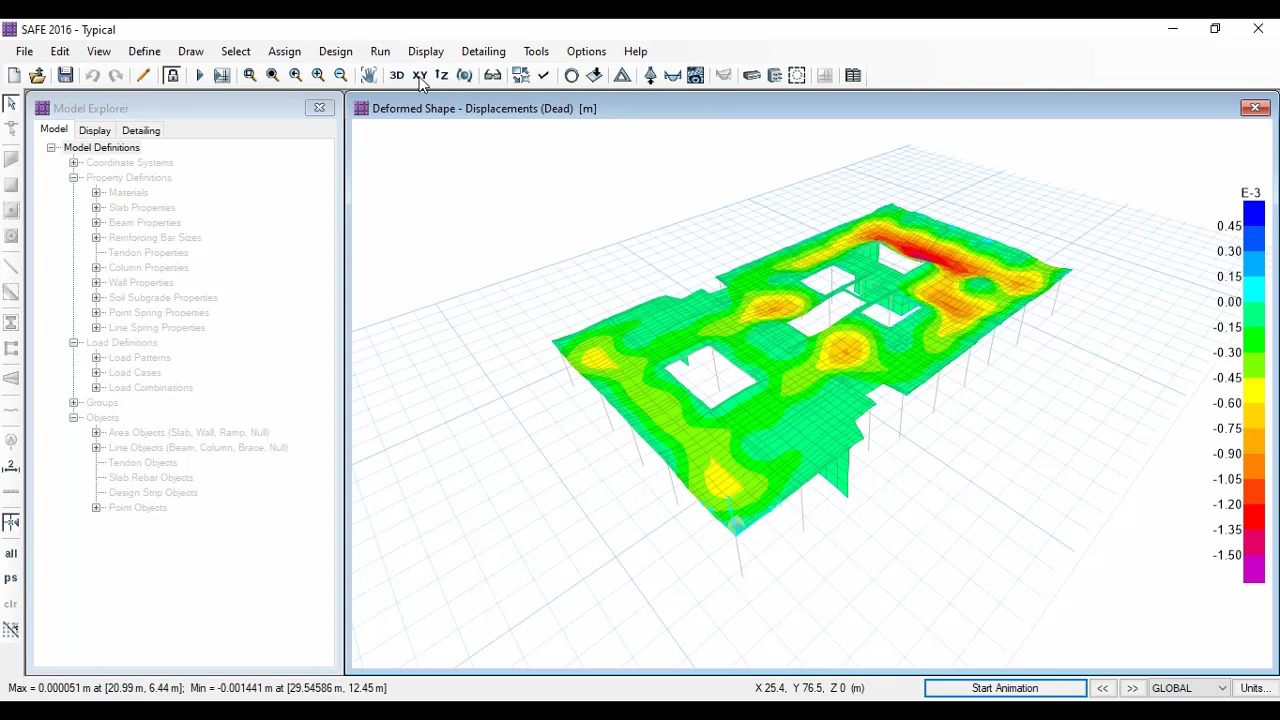 SAFE 2016 - Typical
File Edit View Define Draw Select Assign Design Run Display Detailing Tools Options Help
3D XY
Model Explorer
Model Display Detailing
Model Definitions
Coordinate Systems
Property Definitions
Materials
Slab Properties
Beam Properties
Reinforcing Bar Sizes
Tendon Properties
Column Properties
Wall Properties
Soil Subgrade Properties
Point Spring Properties
Line Spring Properties
Load Definitions
Load Patterns
Load Cases
Load Combinations
Groups
Objects
Area Objects (Slab, Wall, Ramp, Null)
Line Objects (Beam, Column, Brace, Null)
Tendon Objects
Slab Rebar Objects
Design Strip Objects
Point Objects
all
ps
clr
Deformed Shape - Displacements (Dead) [m]
E-3
0.45
0.30
0.15
0.00
-0.15
-0.30
-0.45
-0.60
-0.75
-0.90
-1.05
-1.20
-1.35
-1.50
Max = 0.000051 m at [20.99 m, 6.44 m]; Min = -0.001441 m at [29.54586 m, 12.45 m]
X 25.4, Y 76.5, Z 0 (m)
Start Animation << >> GLOBAL Units...